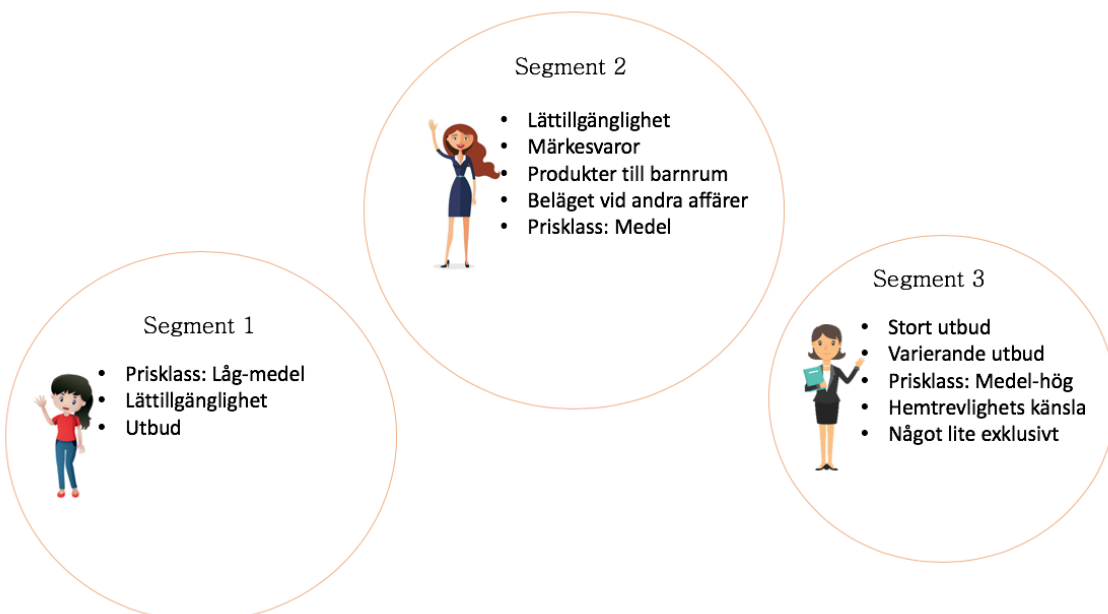 Segment 1
• Prisklass: Låg-medel
• Lättillgänglighet
• Utbud
Segment 2
• Lättillgänglighet
• Märkesvaror
• Produkter till barnrum
• Beläget vid andra affärer
• Prisklass: Medel
Segment 3
• Stort utbud
• Varierande utbud
• Prisklass: Medel-hög
• Hemtrevlighets känsla
• Något lite exklusivt